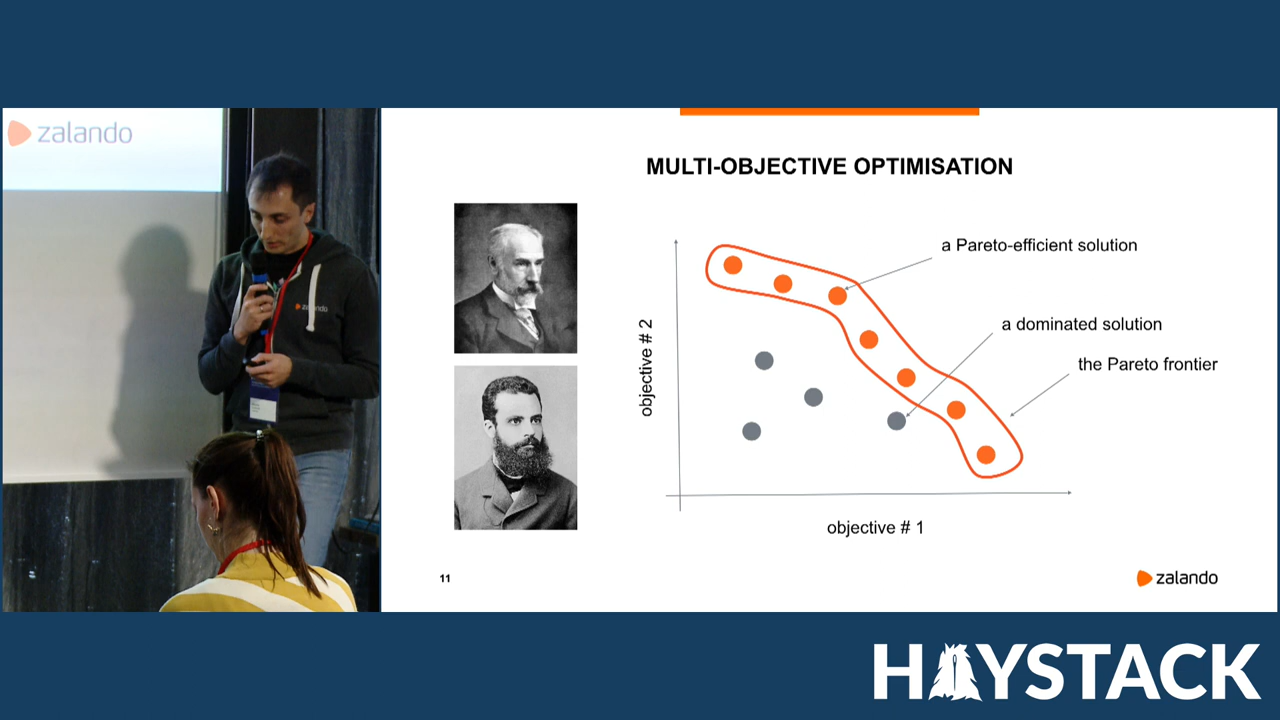 zalando
zalando
MULTI-OBJECTIVE OPTIMISATION
a Pareto-efficient solution
a dominated solution
the Pareto frontier
objective # 2
objective # 1
11
zalando
HAYSTACK